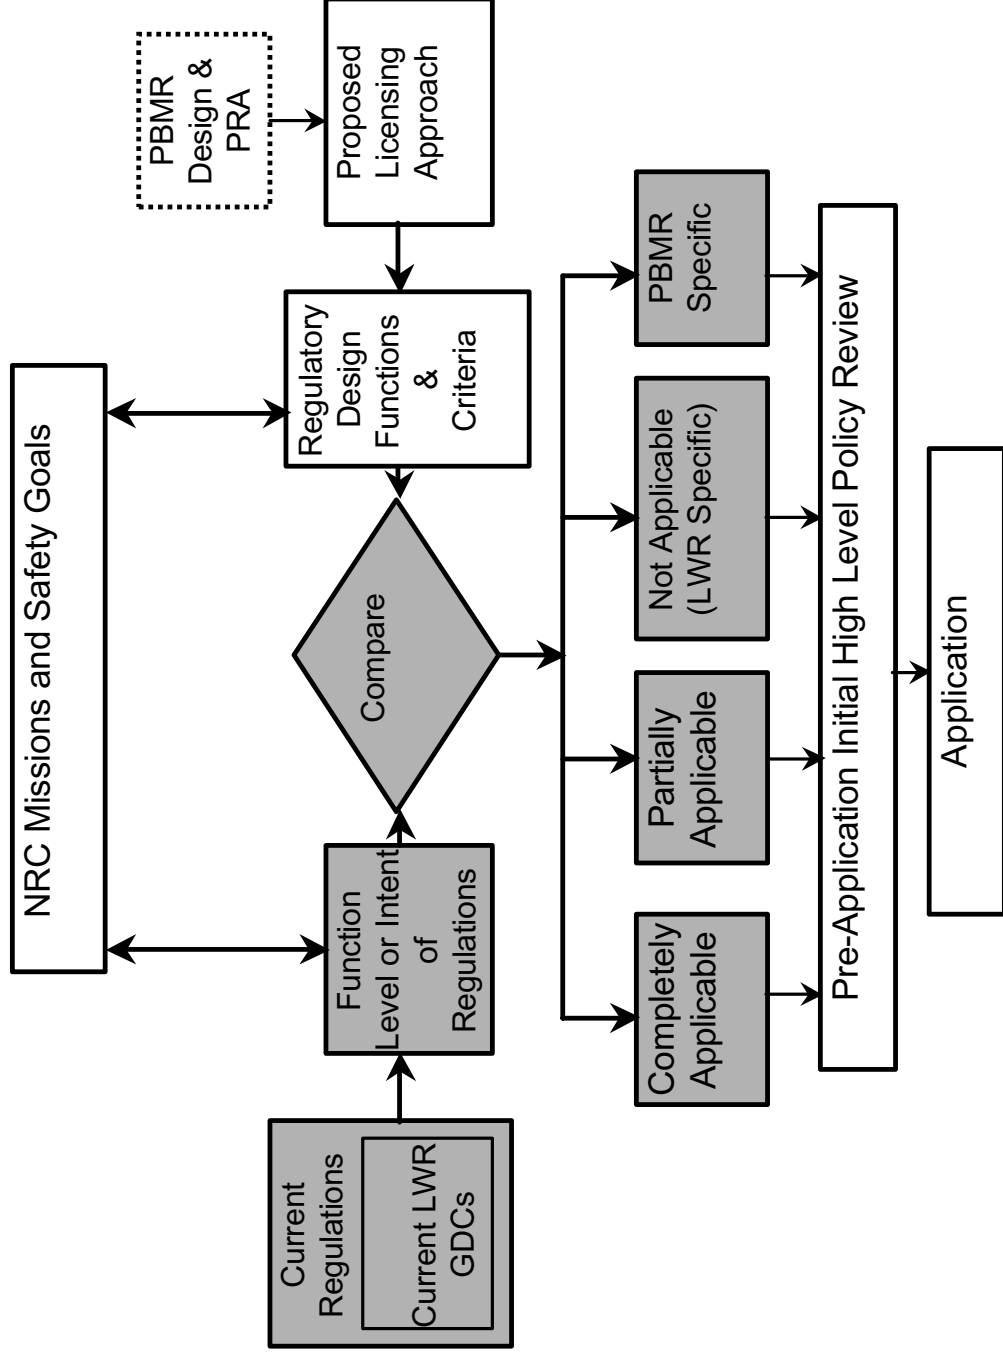 NRC Missions and Safety Goals
PBMR
Design &
PRA
Current
Regulations
Current LWR
GDCs
Function
Level or Intent
of
Regulations
Compare
Regulatory
Design
Functions
&
Criteria
Proposed
Licensing
Approach
Completely
Applicable
Partially
Applicable
Not Applicable
(LWR Specific)
PBMR
Specific
Pre-Application Initial High Level Policy Review
Application